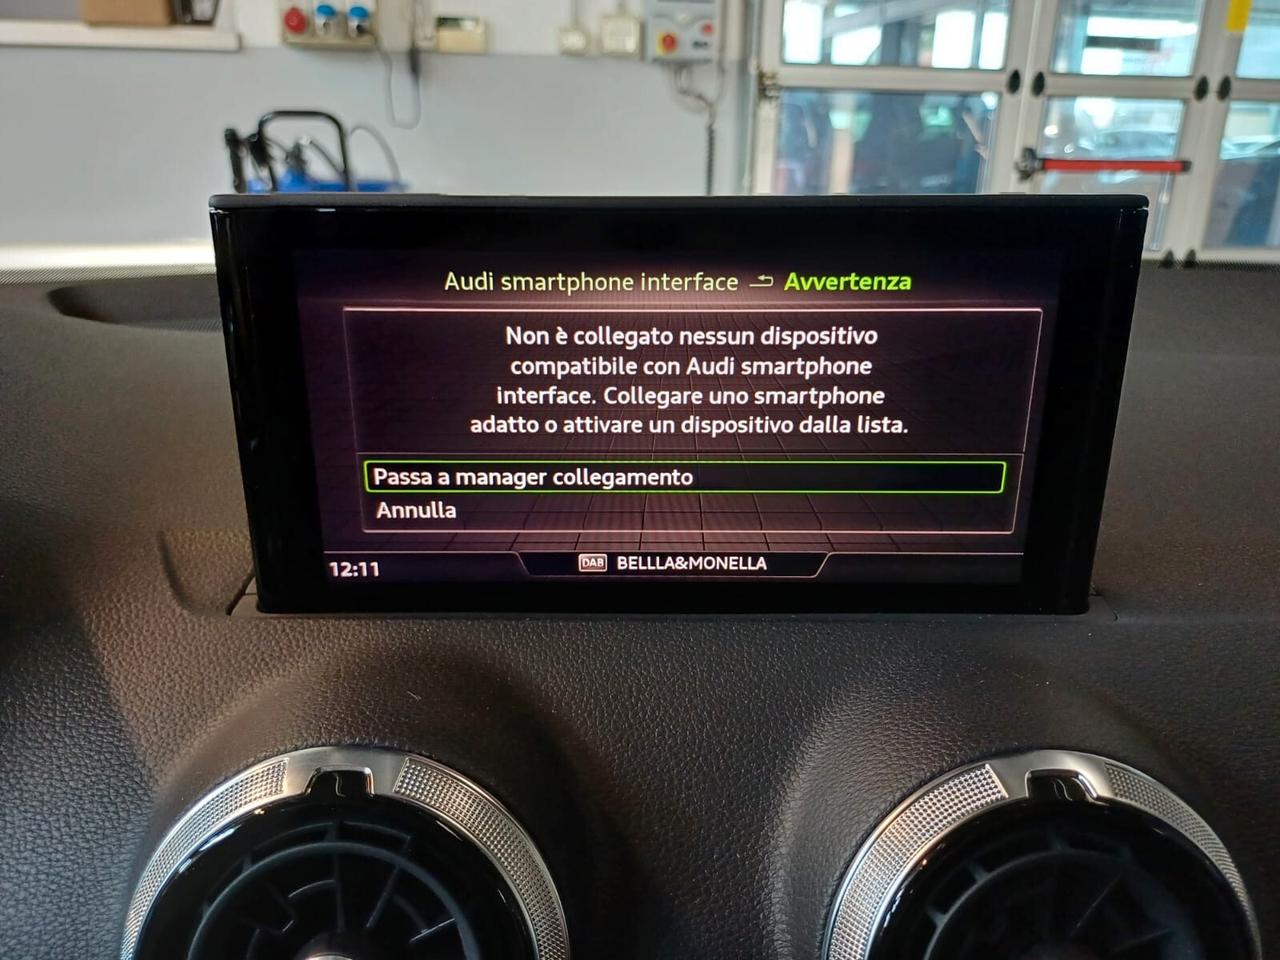 Audi smartphone interface Avvertenza
Non è collegato nessun dispositivo
compatibile con Audi smartphone
interface. Collegare uno smartphone
adatto o attivare un dispositivo dalla lista.
Passa a manager collegamento
Annulla
12:11 DAB BELLLA&MONELLA